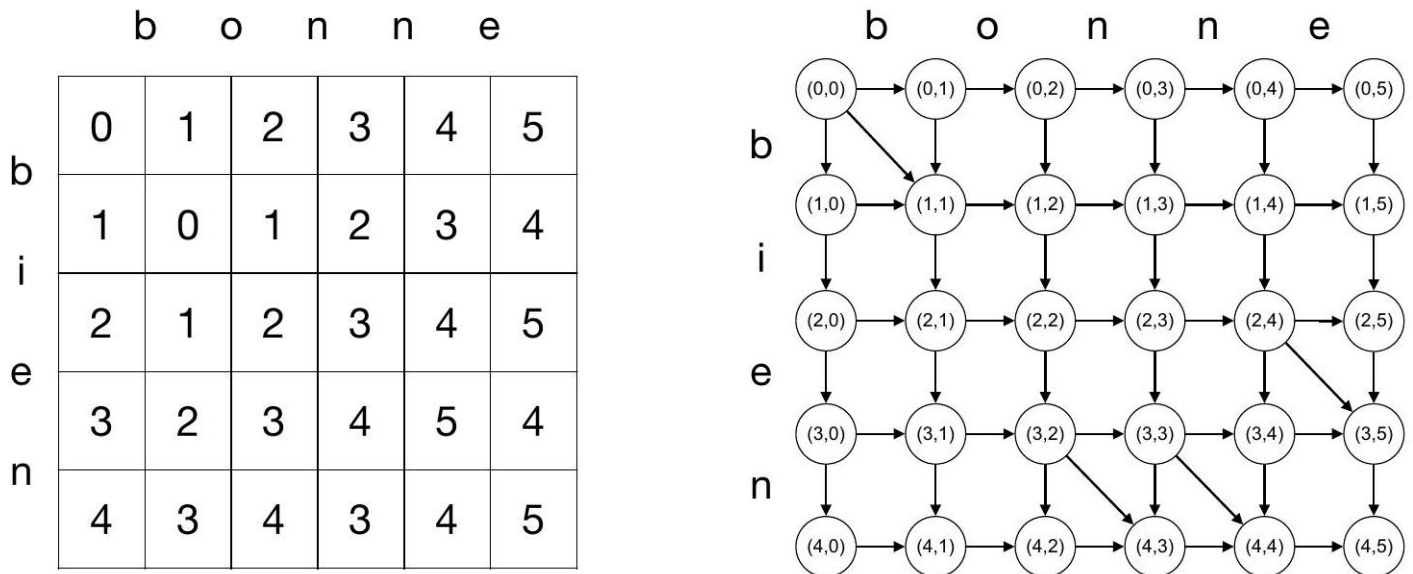 b o n n e
0 1 2 3 4 5
b
1 0 1 2 3 4
i
2 1 2 3 4 5
e
3 2 3 4 5 4
n
4 3 4 3 4 5
b o n n e
(0,0) (0,1) (0,2) (0,3) (0,4) (0,5)
b
(1,0) (1,1) (1,2) (1,3) (1,4) (1,5)
i
(2,0) (2,1) (2,2) (2,3) (2,4) (2,5)
e
(3,0) (3,1) (3,2) (3,3) (3,4) (3,5)
n
(4,0) (4,1) (4,2) (4,3) (4,4) (4,5)